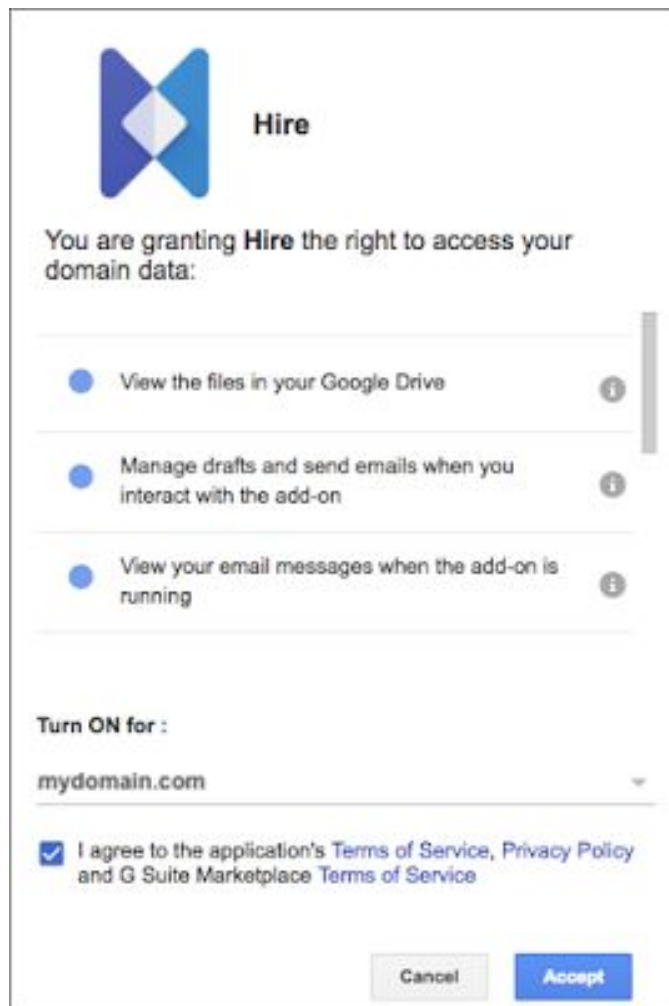 Hire
You are granting Hire the right to access your
domain data:
View the files in your Google Drive
Manage drafts and send emails when you
interact with the add-on
View your email messages when the add-on is
running
Turn ON for :
mydomain.com
I agree to the application's Terms of Service, Privacy Policy
and G Suite Marketplace Terms of Service
Cancel Accept